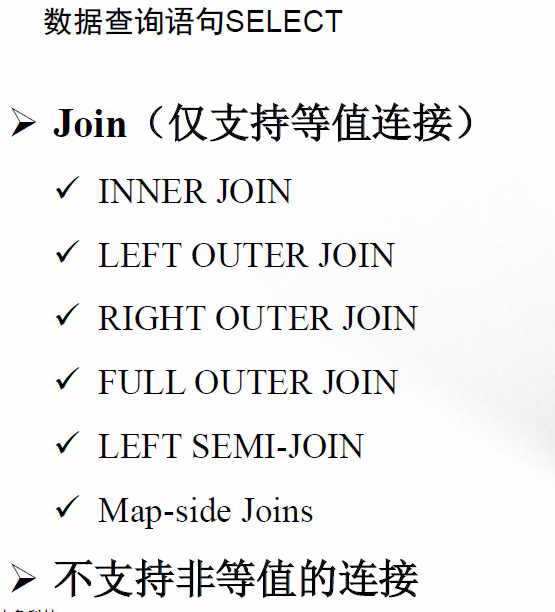 数据查询语句SELECT
Join（仅支持等值连接）
INNER JOIN
LEFT OUTER JOIN
RIGHT OUTER JOIN
FULL OUTER JOIN
LEFT SEMI-JOIN
Map-side Joins
不支持非等值的连接